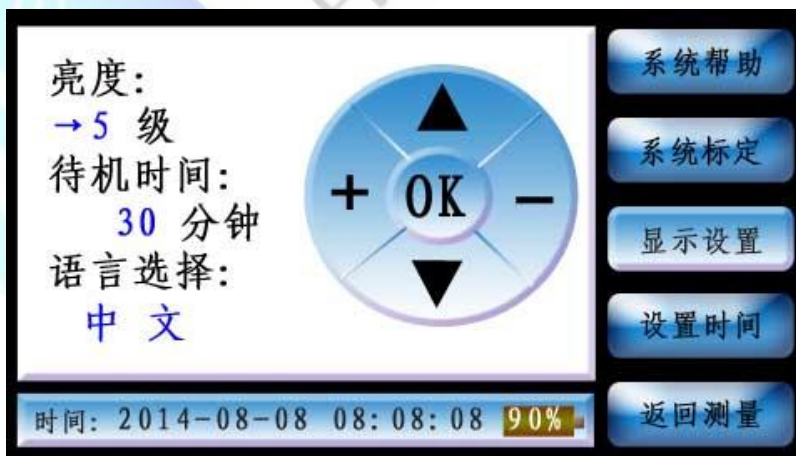 亮度:
→5 级
待机时间:
30 分钟
语言选择:
中 文
+ OK −
系统帮助
系统标定
显示设置
设置时间
返回测量
时间: 2014-08-08 08:08:08 90%